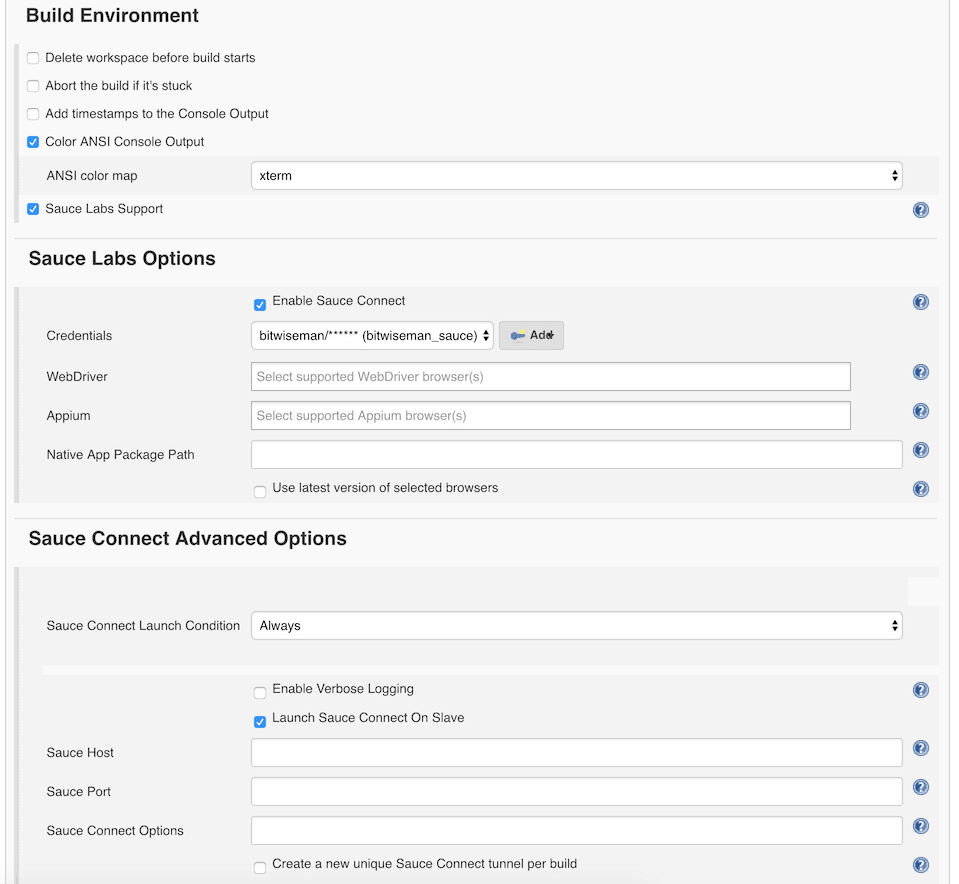 Build Environment
Delete workspace before build starts
Abort the build if it's stuck
Add timestamps to the Console Output
Color ANSI Console Output
ANSI color map xterm
Sauce Labs Support
Sauce Labs Options
Enable Sauce Connect
Credentials bitwiseman/****** (bitwiseman_sauce) Add
WebDriver Select supported WebDriver browser(s)
Appium Select supported Appium browser(s)
Native App Package Path
Use latest version of selected browsers
Sauce Connect Advanced Options
Sauce Connect Launch Condition Always
Enable Verbose Logging
Launch Sauce Connect On Slave
Sauce Host
Sauce Port
Sauce Connect Options
Create a new unique Sauce Connect tunnel per build